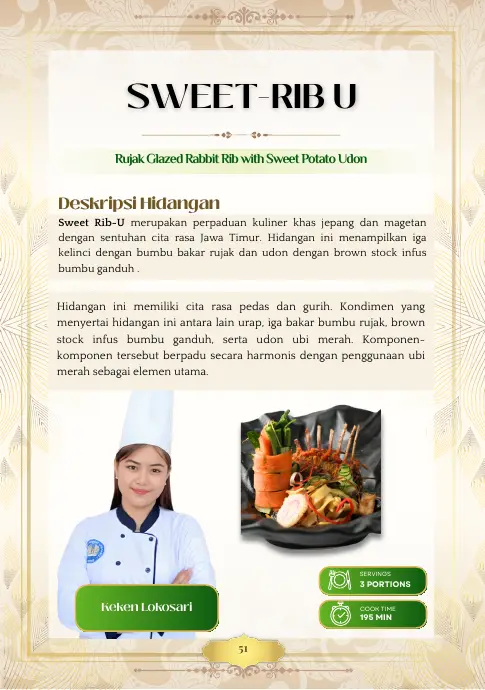 SWEET-RIB U
Rujak Glazed Rabbit Rib with Sweet Potato Udon
Deskripsi Hidangan
Sweet Rib-U merupakan perpaduan kuliner khas jepang dan magetan
dengan sentuhan cita rasa Jawa Timur. Hidangan ini menampilkan iga
kelinci dengan bumbu bakar rujak dan udon dengan brown stock infus
bumbu ganduh .
Hidangan ini memiliki cita rasa pedas dan gurih. Kondimen yang
menyertai hidangan ini antara lain urap, iga bakar bumbu rujak, brown
stock infus bumbu ganduh, serta udon ubi merah. Komponen-
komponen tersebut berpadu secara harmonis dengan penggunaan ubi
merah sebagai elemen utama.
Keken Lokosari
SERVINGS
3 PORTIONS
COOK TIME
195 MIN
51